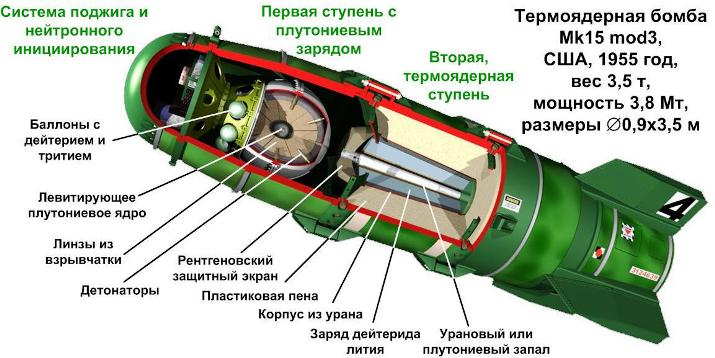 Система поджига и
нейтронного
инициирования
Первая ступень с
плутониевым
зарядом
Вторая,
термоядерная
ступень
Термоядерная бомба
Mk15 mod3,
США, 1955 год,
вес 3,5 т,
мощность 3,8 Мт,
размеры ∅0,9х3,5 м
Баллоны с
дейтерием и
тритием
Левитирующее
плутониевое ядро
Линзы из
взрывчатки
Детонаторы
Рентгеновский
защитный экран
Пластиковая пена
Корпус из урана
Заряд дейтерида
лития
Урановый или
плутониевый запал
4